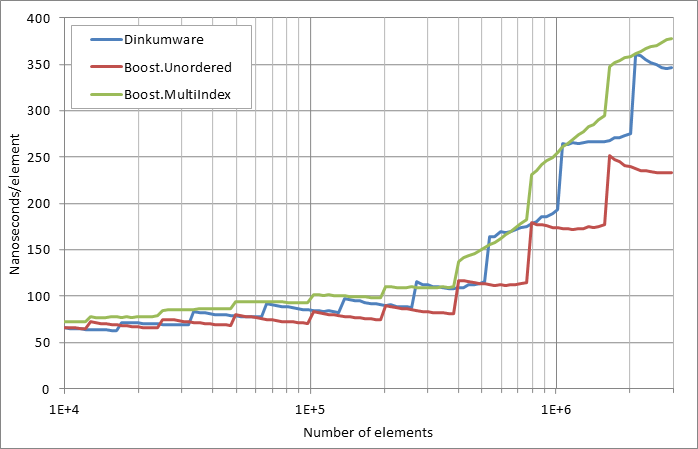 400
350
300
250
200
150
100
50
0
Nanoseconds/element
Dinkumware
Boost.Unordered
Boost.MultiIndex
1E+4
1E+5
1E+6
Number of elements